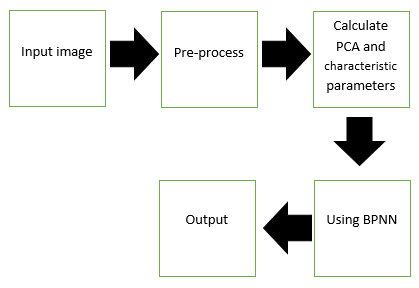 Input image
Pre-process
Calculate
PCA and
characteristic
parameters
Using BPNN
Output